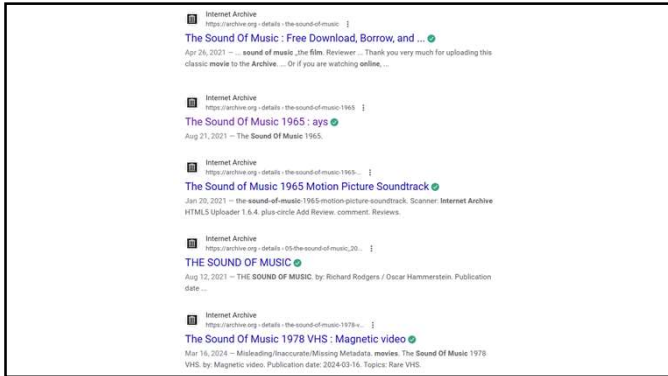 Internet Archive
https://archive.org › details › the-sound-of-music
The Sound Of Music : Free Download, Borrow, and ...
Apr 26, 2021 — ... sound of music ,,the film. Reviewer ... Thank you very much for uploading this
classic movie to the Archive. ... Or if you are watching online, ...
Internet Archive
https://archive.org › details › the-sound-of-music-1965
The Sound Of Music 1965 : ays
Aug 21, 2021 — The Sound Of Music 1965.
Internet Archive
https://archive.org › details › the-sound-of-music-1965-...
The Sound of Music 1965 Motion Picture Soundtrack
Jan 20, 2021 — the-sound-of-music-1965-motion-picture-soundtrack. Scanner: Internet Archive
HTML5 Uploader 1.6.4. plus-circle Add Review. comment. Reviews.
Internet Archive
https://archive.org › details › 05-the-sound-of-music_20...
THE SOUND OF MUSIC
Aug 12, 2021 — THE SOUND OF MUSIC. by: Richard Rodgers / Oscar Hammerstein. Publication
date ...
Internet Archive
https://archive.org › details › the-sound-of-music-1978-v...
The Sound Of Music 1978 VHS : Magnetic video
Mar 16, 2024 — Misleading/Inaccurate/Missing Metadata. movies. The Sound Of Music 1978
VHS. by: Magnetic video. Publication date: 2024-03-16. Topics: Rare VHS.